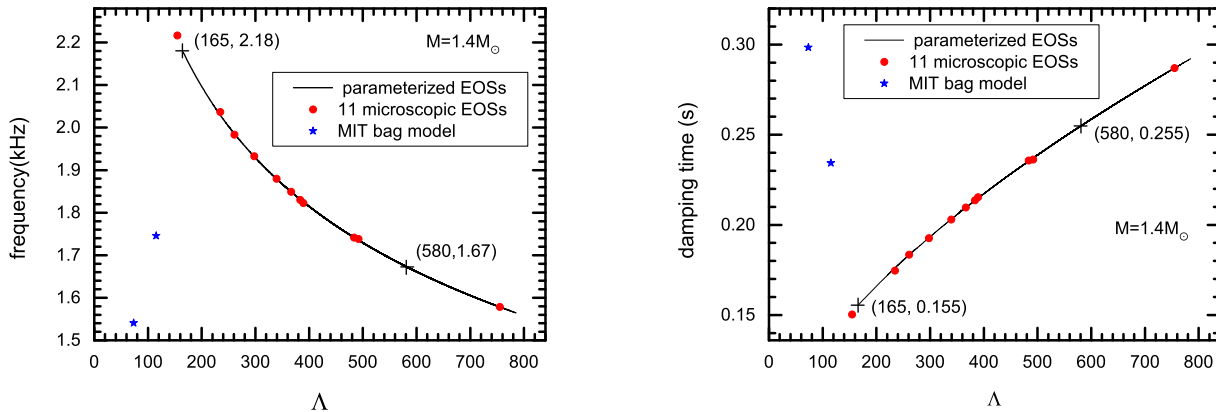 2.2
2.1
2.0
1.9
1.8
1.7
1.6
1.5
frequency(kHz)
(165, 2.18)
M=1.4M☉
parameterized EOSs
11 microscopic EOSs
MIT bag model
(580,1.67)
0 100 200 300 400 500 600 700 800
Λ
0.30
0.25
0.20
0.15
damping time (s)
parameterized EOSs
11 microscopic EOSs
MIT bag model
(580, 0.255)
M=1.4M☉
(165, 0.155)
0 100 200 300 400 500 600 700 800
Λ